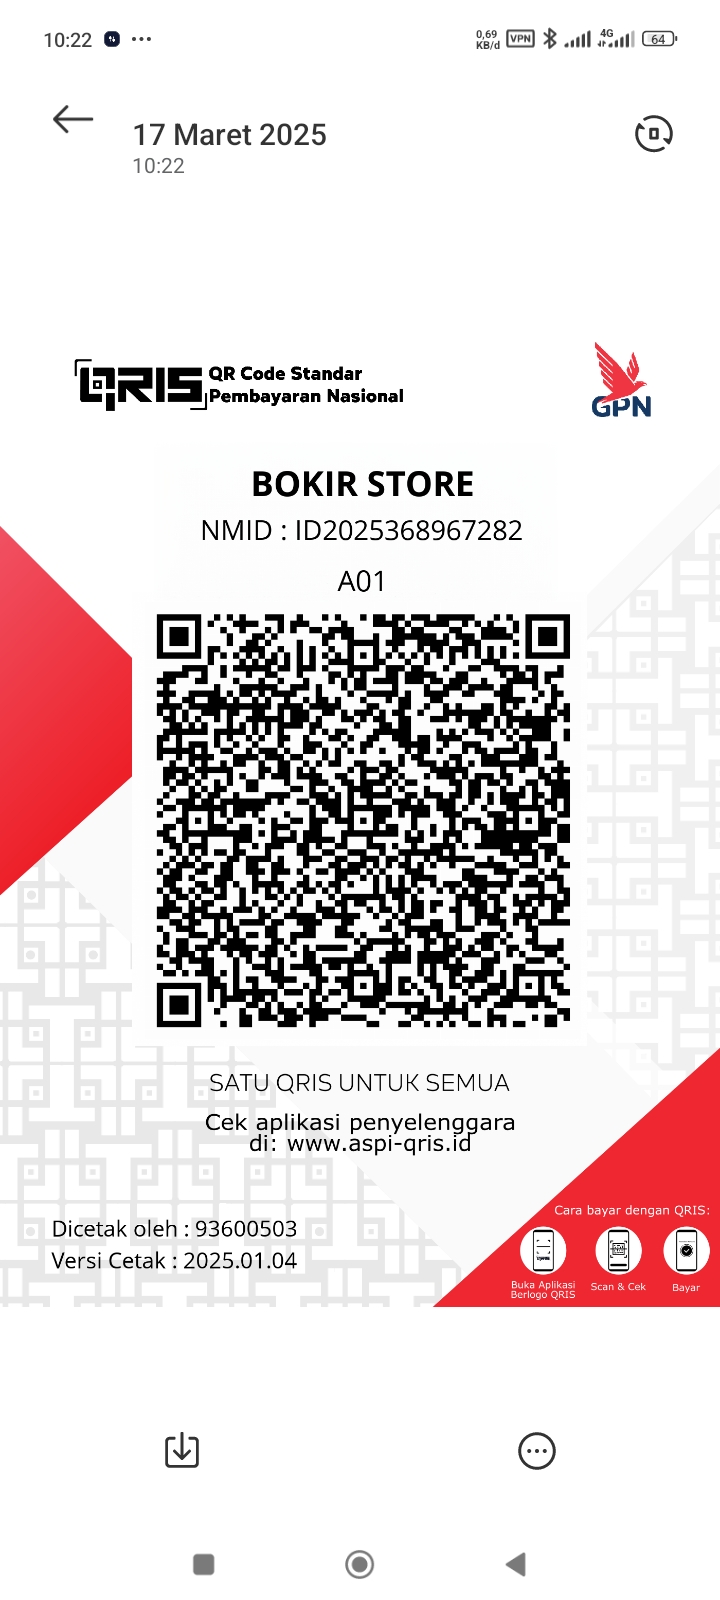 10:22
0,69
KB/d
VPN
4G
64
17 Maret 2025
10:22
QRIS
QR Code Standar
Pembayaran Nasional
GPN
BOKIR STORE
NMID : ID2025368967282
A01
SATU QRIS UNTUK SEMUA
Cek aplikasi penyelenggara
di: www.aspi-qris.id
Dicetak oleh : 93600503
Versi Cetak : 2025.01.04
Cara bayar dengan QRIS:
Buka Aplikasi
Berlogo QRIS
Scan & Cek
Bayar